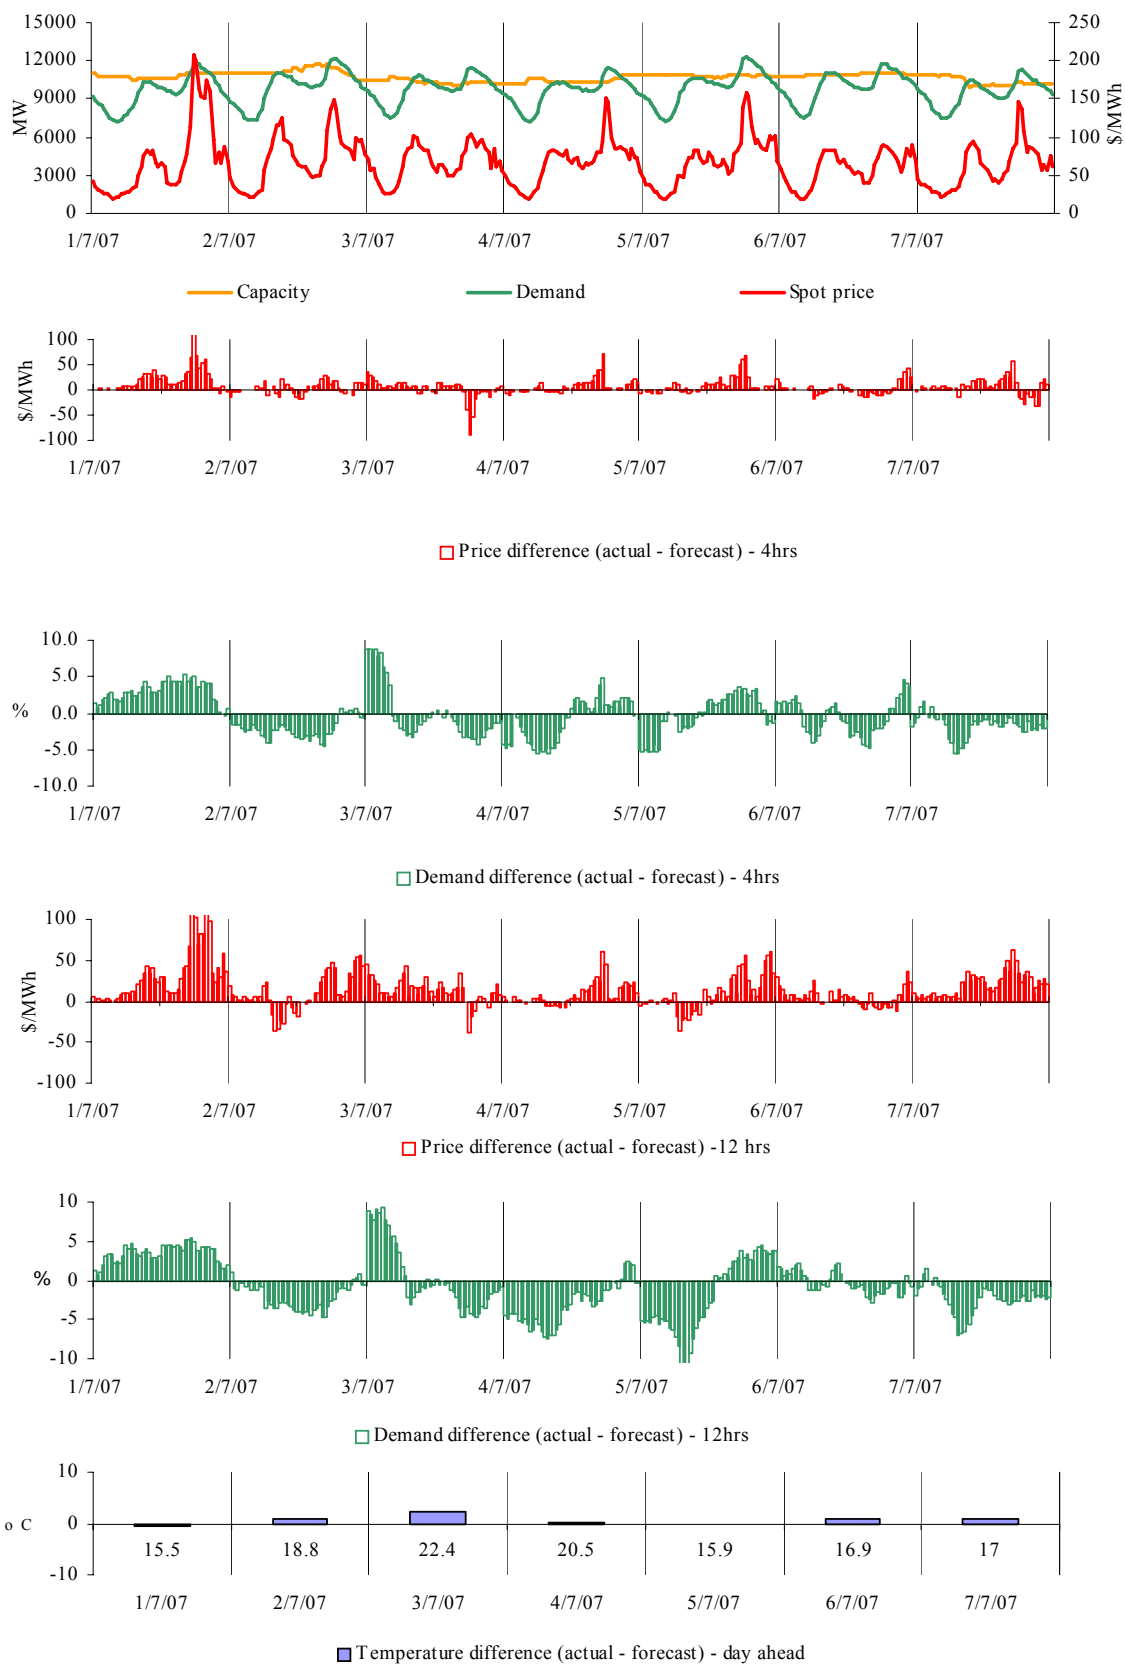 15000 250
12000 200
9000 150
MW $/MWh
6000 100
3000 50
0 0
1/7/07 2/7/07 3/7/07 4/7/07 5/7/07 6/7/07 7/7/07
Capacity Demand Spot price
100
50
$/MWh
0
-50
-100
1/7/07 2/7/07 3/7/07 4/7/07 5/7/07 6/7/07 7/7/07
Price difference (actual - forecast) - 4hrs
10.0
5.0
% 0.0
-5.0
-10.0
1/7/07 2/7/07 3/7/07 4/7/07 5/7/07 6/7/07 7/7/07
Demand difference (actual - forecast) - 4hrs
100
50
$/MWh
0
-50
-100
1/7/07 2/7/07 3/7/07 4/7/07 5/7/07 6/7/07 7/7/07
Price difference (actual - forecast) -12 hrs
10
5
% 0
-5
-10
1/7/07 2/7/07 3/7/07 4/7/07 5/7/07 6/7/07 7/7/07
Demand difference (actual - forecast) - 12hrs
10
o C 0
15.5 18.8 22.4 20.5 15.9 16.9 17
-10
1/7/07 2/7/07 3/7/07 4/7/07 5/7/07 6/7/07 7/7/07
Temperature difference (actual - forecast) - day ahead